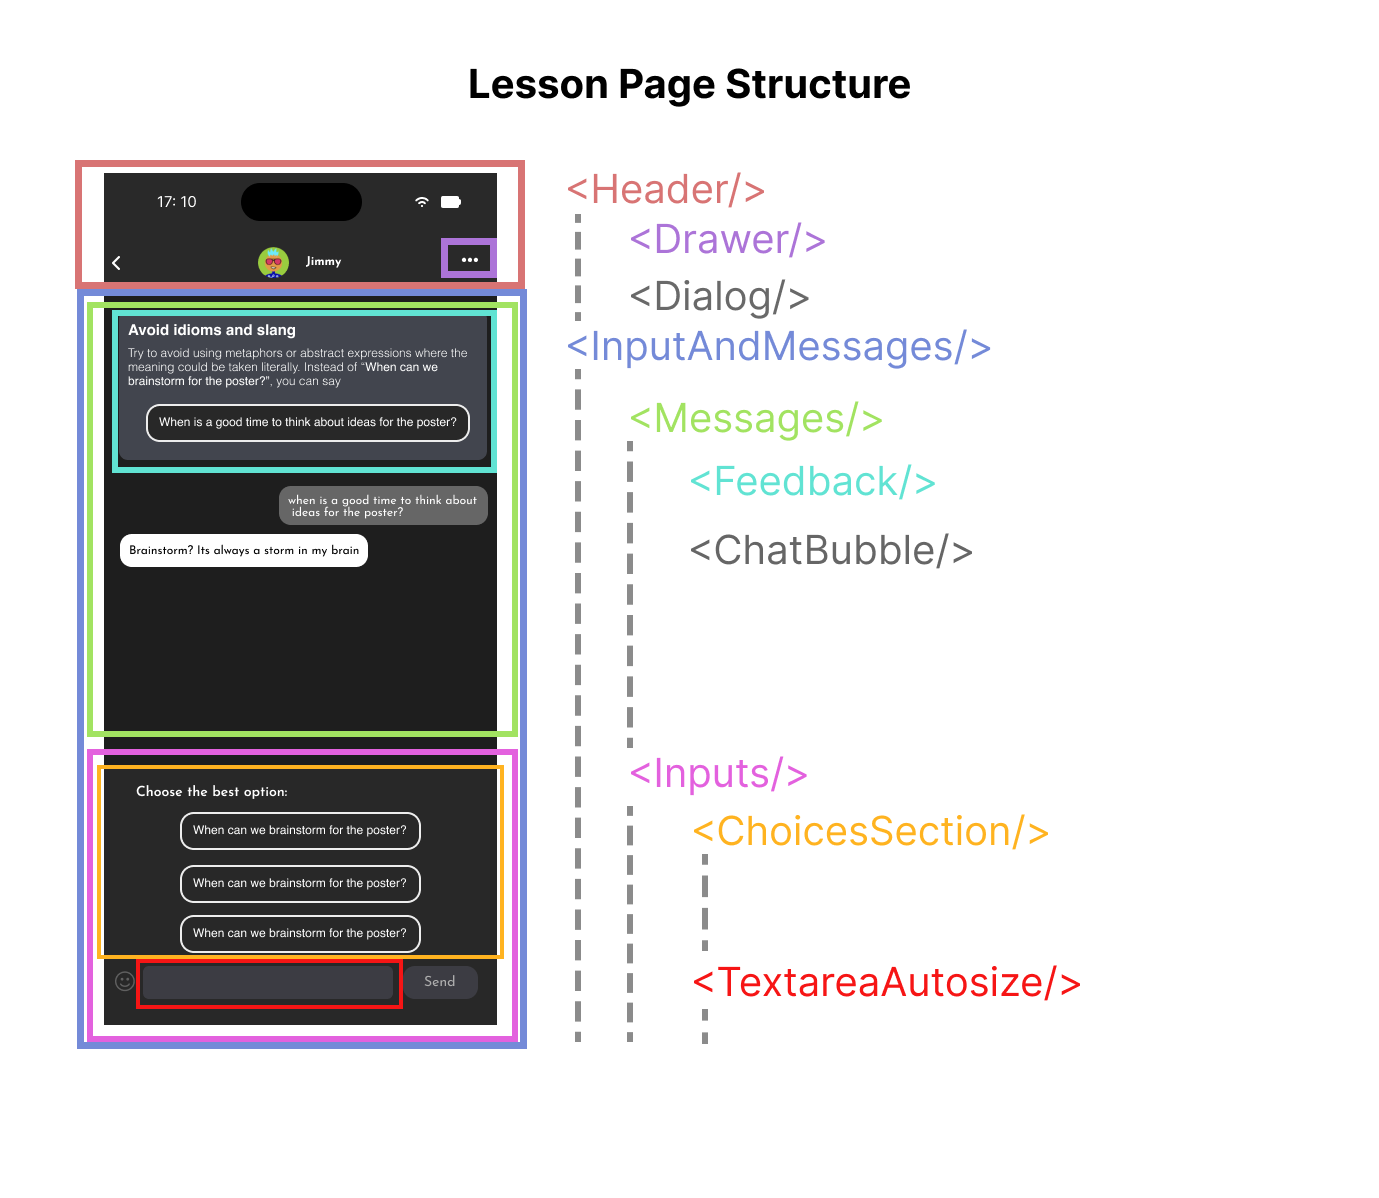 Lesson Page Structure
17: 10
Jimmy
Avoid idioms and slang
Try to avoid using metaphors or abstract expressions where the
meaning could be taken literally. Instead of “When can we
brainstorm for the poster?”, you can say
When is a good time to think about ideas for the poster?
when is a good time to think about
ideas for the poster?
Brainstorm? Its always a storm in my brain
Choose the best option:
When can we brainstorm for the poster?
When can we brainstorm for the poster?
When can we brainstorm for the poster?
Send
<Header/>
<Drawer/>
<Dialog/>
<InputAndMessages/>
<Messages/>
<Feedback/>
<ChatBubble/>
<Inputs/>
<ChoicesSection/>
<TextareaAutosize/>